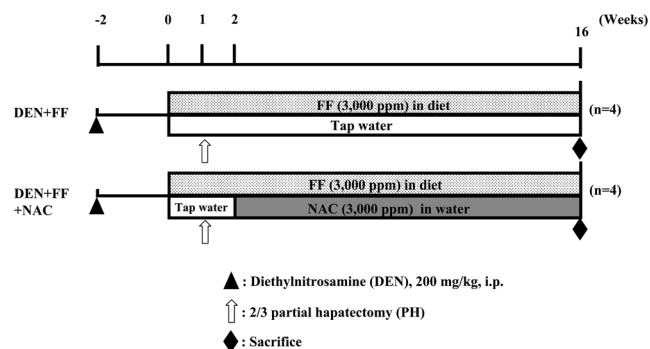 -2 0 1 2 16 (Weeks)
DEN+FF
FF (3,000 ppm) in diet
Tap water
(n=4)
DEN+FF
+NAC
FF (3,000 ppm) in diet
Tap water
NAC (3,000 ppm) in water
(n=4)
: Diethylnitrosamine (DEN), 200 mg/kg, i.p.
: 2/3 partial hapatectomy (PH)
: Sacrifice